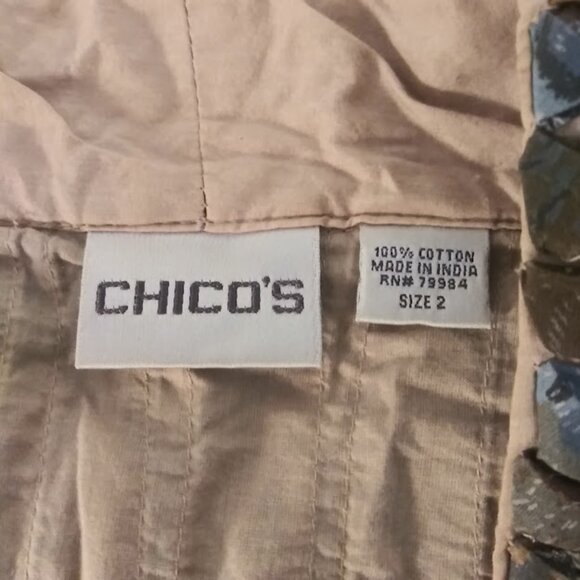 CHICO'S
100% COTTON
MADE IN INDIA
RN# 79984
SIZE 2